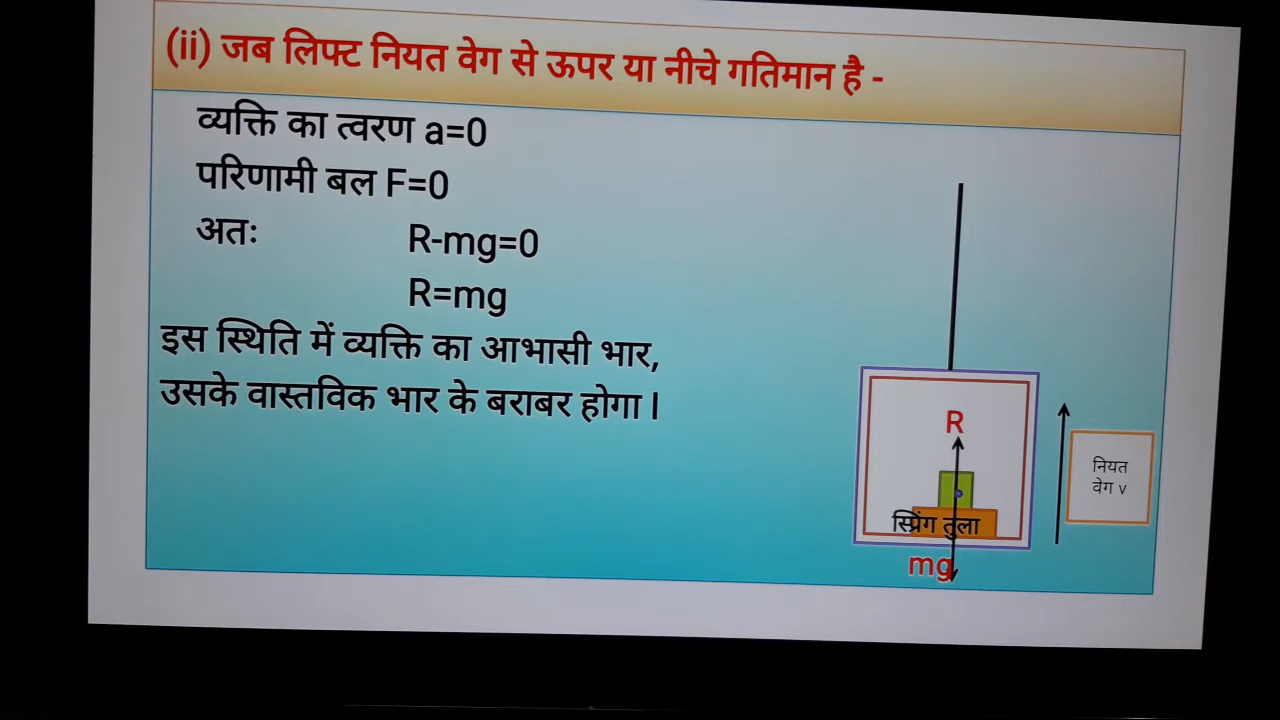 (ii) जब लिफ्ट नियत वेग से ऊपर या नीचे गतिमान है -
व्यक्ति का त्वरण a=0
परिणामी बल F=0
अतः R-mg=0
R=mg
इस स्थिति में व्यक्ति का आभासी भार,
उसके वास्तविक भार के बराबर होगा।
R
नियत
वेग v
स्प्रिंग तुला
mg